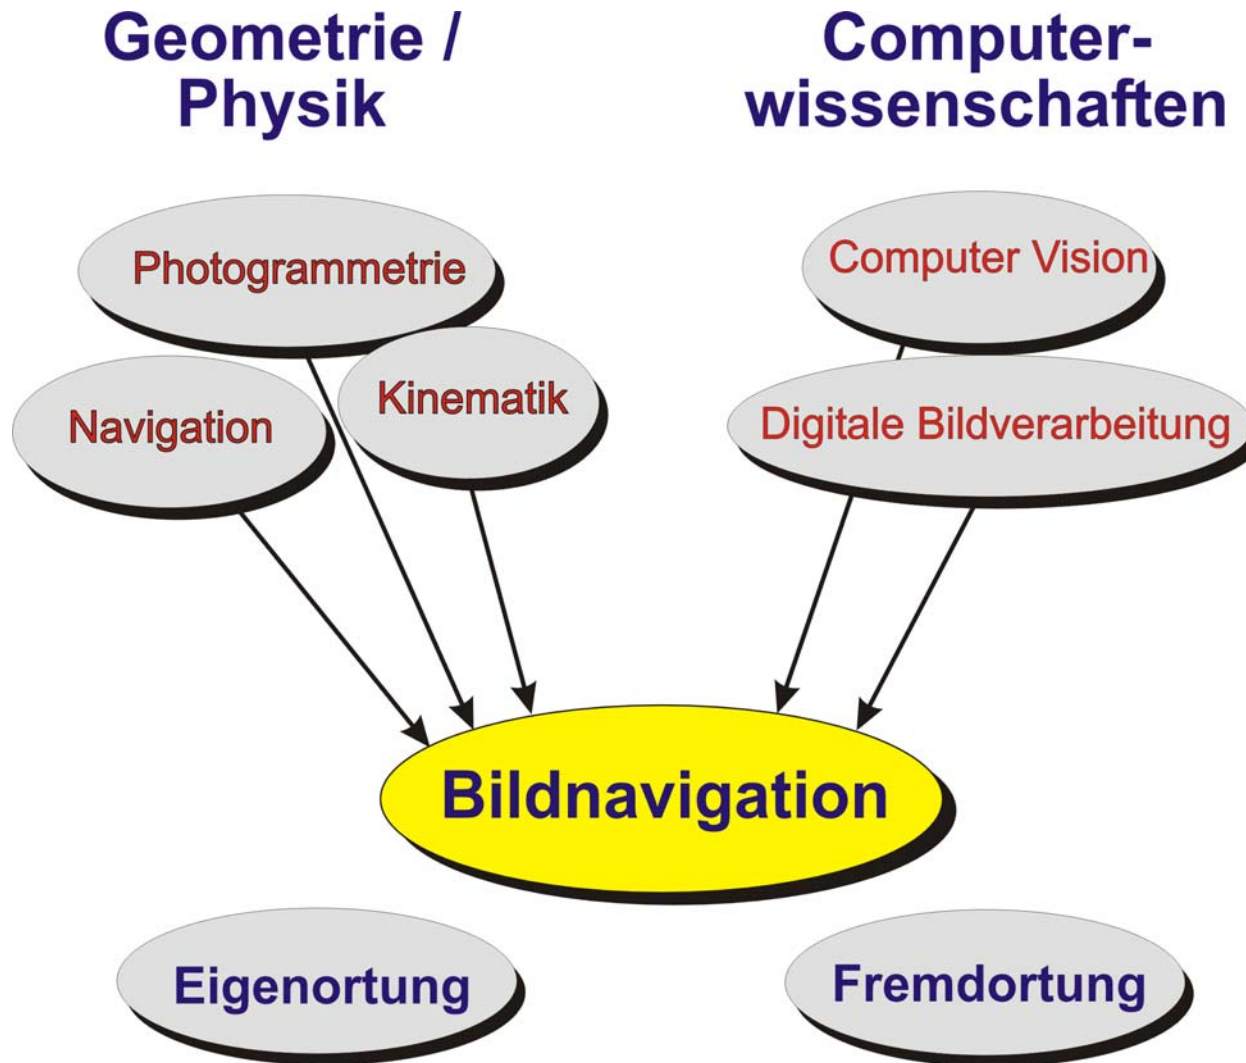 Geometrie /
Physik
Computer-
wissenschaften
Photogrammetrie
Computer Vision
Kinematik
Navigation
Digitale Bildverarbeitung
Bildnavigation
Eigenortung
Fremdortung